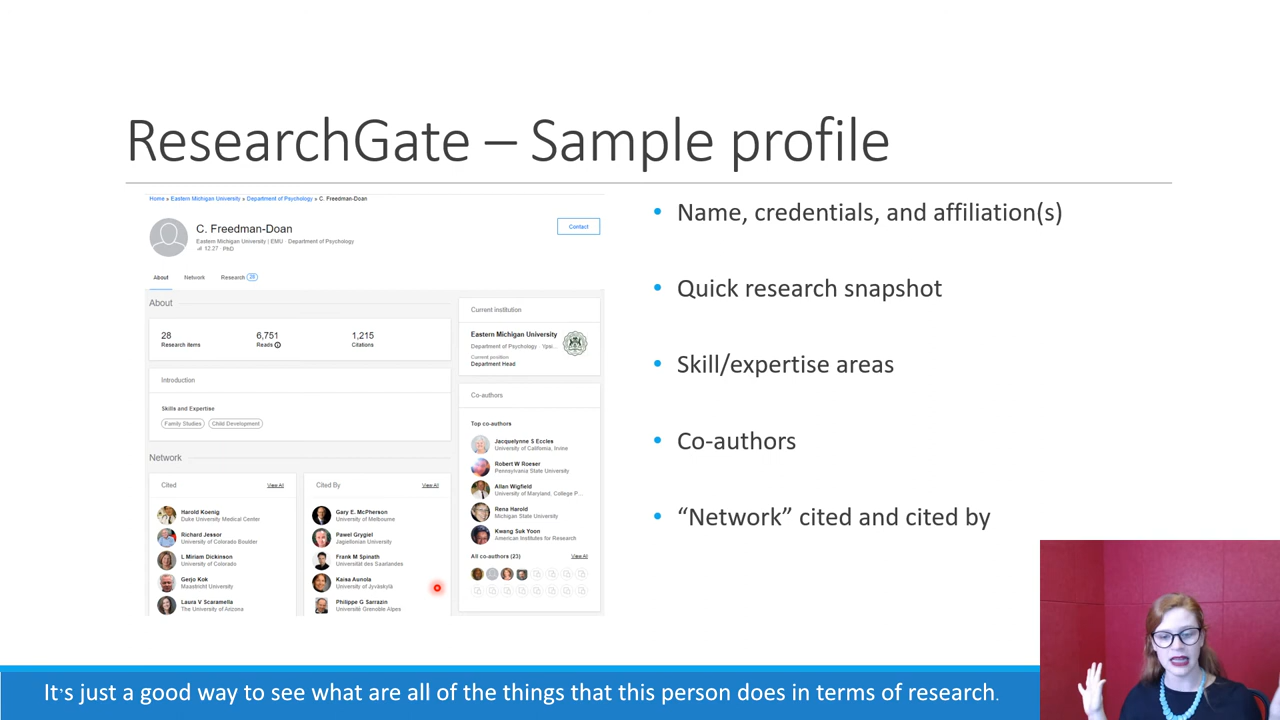 ResearchGate – Sample profile
Home » Eastern Michigan University » Department of Psychology » C. Freedman-Doan
C. Freedman-Doan
Eastern Michigan University | EMU · Department of Psychology
12.27 · PhD
Contact
About Network Research 28
About
28
Research items
6,751
Reads
1,215
Citations
Introduction
Skills and Expertise
Family Studies Child Development
Network
Cited View All
Harold Koenig
Duke University Medical Center
Richard Jessor
University of Colorado Boulder
L Miriam Dickinson
University of Colorado
Gerjo Kok
Maastricht University
Laura V Scaramella
The University of Arizona
Cited By View All
Gary E. McPherson
University of Melbourne
Pawel Grygiel
Jagiellonian University
Frank M Spinath
Universität des Saarlandes
Kaisa Aunola
University of Jyväskylä
Philippe G Sarrazin
Université Grenoble Alpes
Current institution
Eastern Michigan University
Department of Psychology
Current position
Department Head
Co-authors
Top co-authors
Jacquelynne S Eccles
University of California, Irvine
Robert W Roeser
Pennsylvania State University
Allan Wigfield
University of Maryland, College P...
Rena Harold
Michigan State University
Kwang Suk Yoon
American Institutes for Research
All co-authors (23) View All
• Name, credentials, and affiliation(s)
• Quick research snapshot
• Skill/expertise areas
• Co-authors
• “Network” cited and cited by
It's just a good way to see what are all of the things that this person does in terms of research.